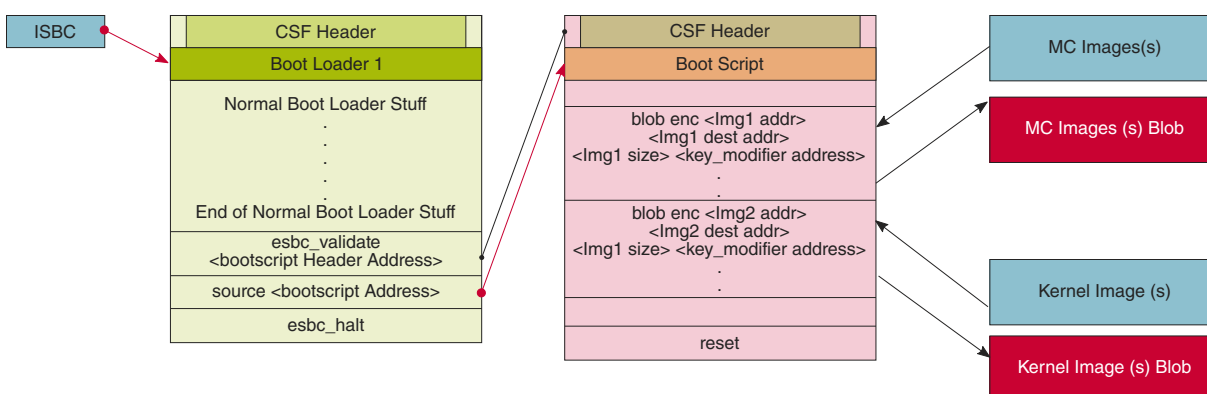 ISBC
CSF Header
Boot Loader 1
Normal Boot Loader Stuff
.
.
.
.
End of Normal Boot Loader Stuff
esbc_validate
<bootscript Header Address>
source <bootscript Address>
esbc_halt
CSF Header
Boot Script
blob enc <Img1 addr>
<Img1 dest addr>
<Img1 size> <key_modifier address>
.
.
blob enc <Img2 addr>
<Img2 dest addr>
<Img1 size> <key_modifier address>
.
.
reset
MC Images(s)
MC Images (s) Blob
Kernel Image (s)
Kernel Image (s) Blob